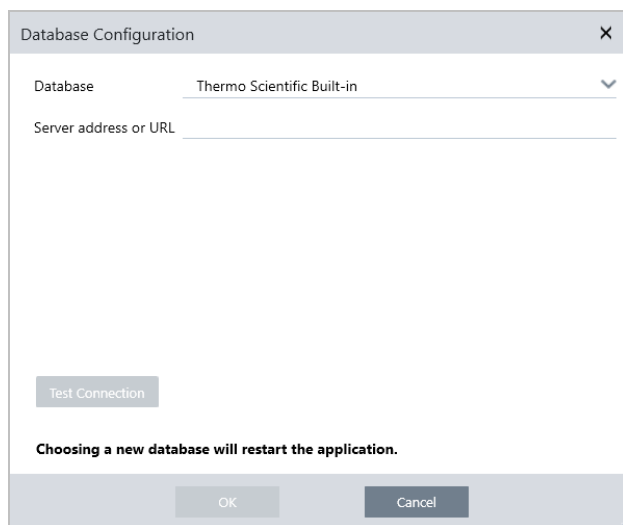 Database Configuration
Database Thermo Scientific Built-in
Server address or URL
Test Connection
Choosing a new database will restart the application.
OK Cancel